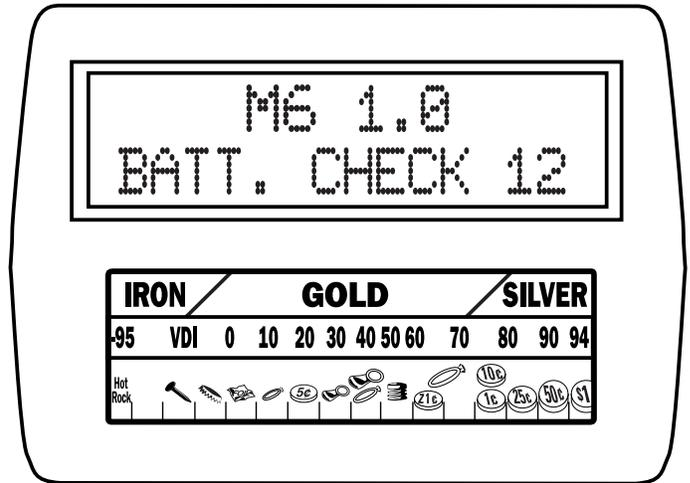 M6 1.0
BATT. CHECK 12
IRON GOLD SILVER
-95 VDI 0 10 20 30 40 50 60 70 80 90 94
Hot
Rock
5¢
Z1¢
10¢
1¢ 25¢ 50¢ $1